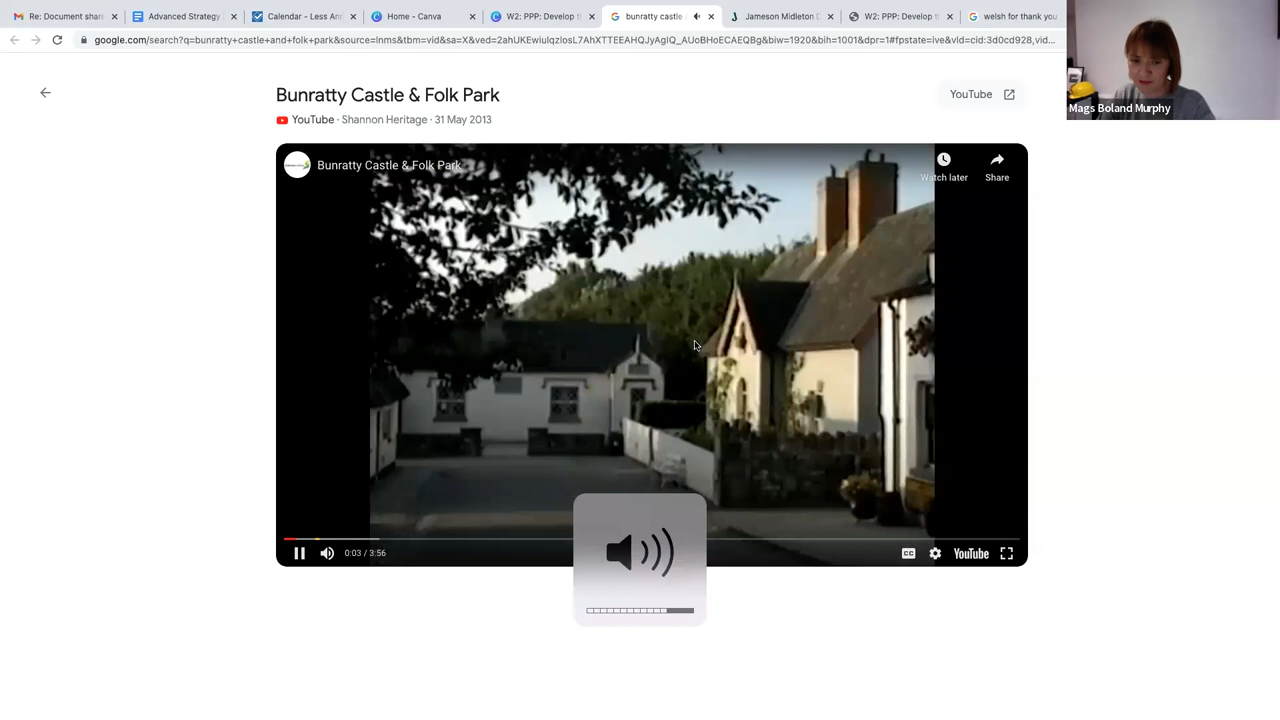 Re: Document share
Advanced Strategy
Calendar - Less An
Home - Canva
W2: PPP: Develop t
bunratty castle
Jameson Middleton D
W2: PPP: Develop t
welsh for thank you
google.com/search?q=bunratty+castle+and+folk+park&source=lnms&tbm=vid&sa=X&ved=2ahUKEwiulqzlosL7AhXTTEEAHQJyAgIQ_AUoBHoECAEQBg&biw=1920&bih=1001&dpr=1#fpstate=ive&vld=cid:3d0cd928,vid...
Mags Boland Murphy
Bunratty Castle & Folk Park
YouTube
YouTube · Shannon Heritage · 31 May 2013
Bunratty Castle & Folk Park
Watch later
Share
0:03 / 3:56
CC
YouTube